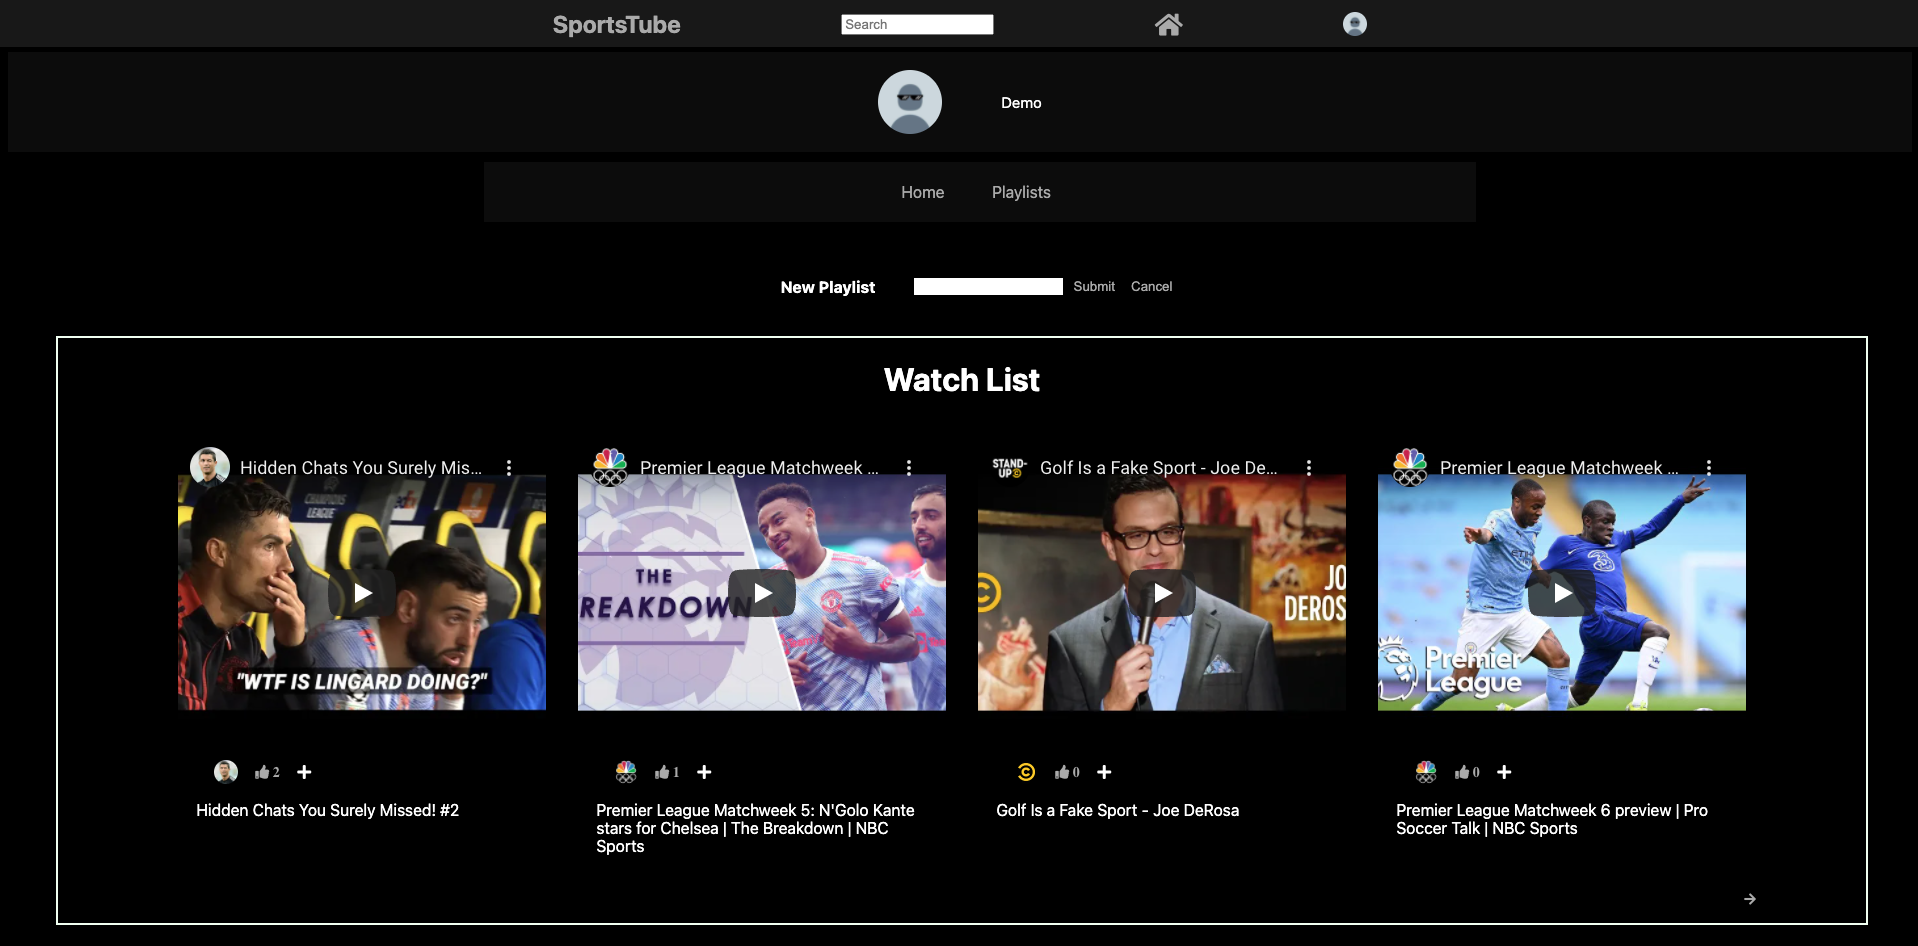 SportsTube
Search
Demo
Home Playlists
New Playlist Submit Cancel
Watch List
Hidden Chats You Surely Mis...
CHAMPIONS
LEAGUE
"WTF IS LINGARD DOING?"
2
Hidden Chats You Surely Missed! #2
Premier League Matchweek ...
THE
BREAKDOWN
1
Premier League Matchweek 5: N'Golo Kante
stars for Chelsea | The Breakdown | NBC
Sports
STAND-
UP
Golf Is a Fake Sport - Joe De...
JO
DEROS
0
Golf Is a Fake Sport - Joe DeRosa
Premier League Matchweek ...
Premier
League
0
Premier League Matchweek 6 preview | Pro
Soccer Talk | NBC Sports